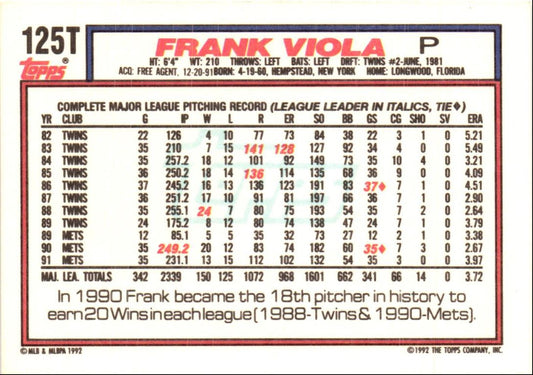 125T FRANK VIOLA P
Topps®
HT: 6'4" WT: 210 THROWS: LEFT BATS: LEFT DRFT: TWINS #2-JUNE, 1981
ACQ: FREE AGENT, 12-20-91 BORN: 4-19-60, HEMPSTEAD, NEW YORK HOME: LONGWOOD, FLORIDA
COMPLETE MAJOR LEAGUE PITCHING RECORD (LEAGUE LEADER IN ITALICS, TIE♦)
YR CLUB G IP W L R ER SO BB GS CG SHO SV ERA
82 TWINS 22 126 4 10 77 73 84 38 22 3 1 0 5.21
83 TWINS 35 210 7 15 141 128 127 92 34 4 0 0 5.49
84 TWINS 35 257.2 18 12 101 92 149 73 35 10 4 0 3.21
85 TWINS 36 250.2 18 14 136 114 135 68 36 9 0 0 4.09
86 TWINS 37 245.2 16 13 136 123 191 83 37♦ 7 1 0 4.51
87 TWINS 36 251.2 17 10 91 81 197 66 36 7 1 0 2.90
88 TWINS 35 255.1 24 7 80 75 193 54 35 7 2 0 2.64
89 TWINS 24 175.2 8 12 80 74 138 47 24 7 1 0 3.79
89 METS 12 85.1 5 5 35 32 73 27 12 2 1 0 3.38
90 METS 35 249.2 20 12 83 74 182 60 35♦ 7 3 0 2.67
91 METS 35 231.1 13 15 112 102 132 54 35 3 0 0 3.97
MAJ. LEA. TOTALS 342 2339 150 125 1072 968 1601 662 341 66 14 0 3.72
In 1990 Frank became the 18th pitcher in history to
earn 20 Wins in each league (1988-Twins & 1990-Mets).
©MLB & MLBPA 1992 ©1992 THE TOPPS COMPANY, INC.